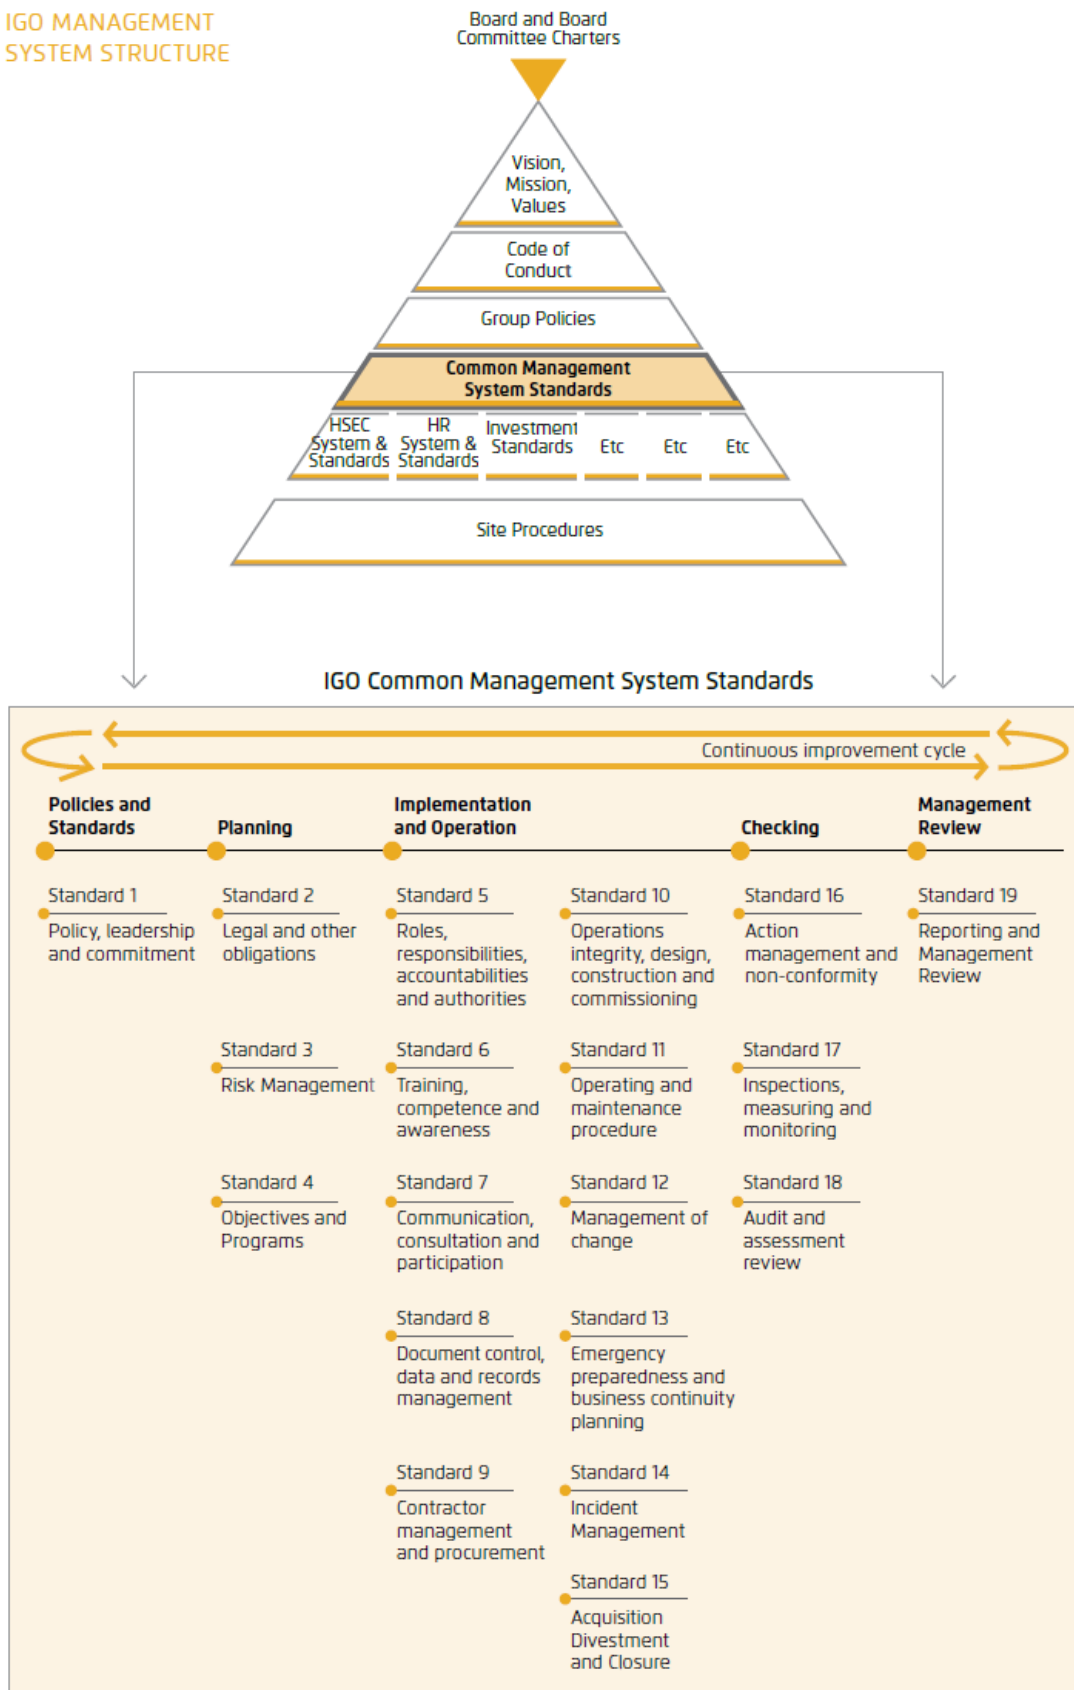 IGO MANAGEMENT
SYSTEM STRUCTURE
Board and Board
Committee Charters
Vision,
Mission,
Values
Code of
Conduct
Group Policies
Common Management
System Standards
HSEC
System &
Standards
HR
System &
Standards
Investment
Standards
Etc
Etc
Etc
Site Procedures
IGO Common Management System Standards
Continuous improvement cycle
Policies and
Standards
Planning
Implementation
and Operation
Checking
Management
Review
Standard 1
Policy, leadership
and commitment
Standard 2
Legal and other
obligations
Standard 3
Risk Management
Standard 4
Objectives and
Programs
Standard 5
Roles,
responsibilities,
accountabilities
and authorities
Standard 6
Training,
competence and
awareness
Standard 7
Communication,
consultation and
participation
Standard 8
Document control,
data and records
management
Standard 9
Contractor
management
and procurement
Standard 10
Operations
integrity, design,
construction and
commissioning
Standard 11
Operating and
maintenance
procedure
Standard 12
Management of
change
Standard 13
Emergency
preparedness and
business continuity
planning
Standard 14
Incident
Management
Standard 15
Acquisition
Divestment
and Closure
Standard 16
Action
management and
non-conformity
Standard 17
Inspections,
measuring and
monitoring
Standard 18
Audit and
assessment
review
Standard 19
Reporting and
Management
Review